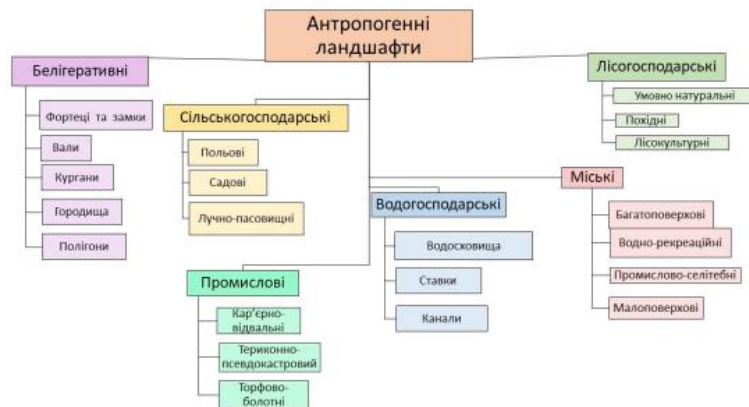 Антропогенні
ландшафти
Белігеративні
Фортеці та замки
Вали
Кургани
Городища
Полігони
Сільськогосподарські
Польові
Садові
Лучно-пасовищні
Промислові
Кар'єрно-
відвальні
Териконно-
псевдокастровий
Торфово-
болотні
Водогосподарські
Водосховища
Ставки
Канали
Лісогосподарські
Умовно натуральні
Похідні
Лісокультурні
Міські
Багатоповерхові
Водно-рекреаційні
Промислово-селітебні
Малоповерхові